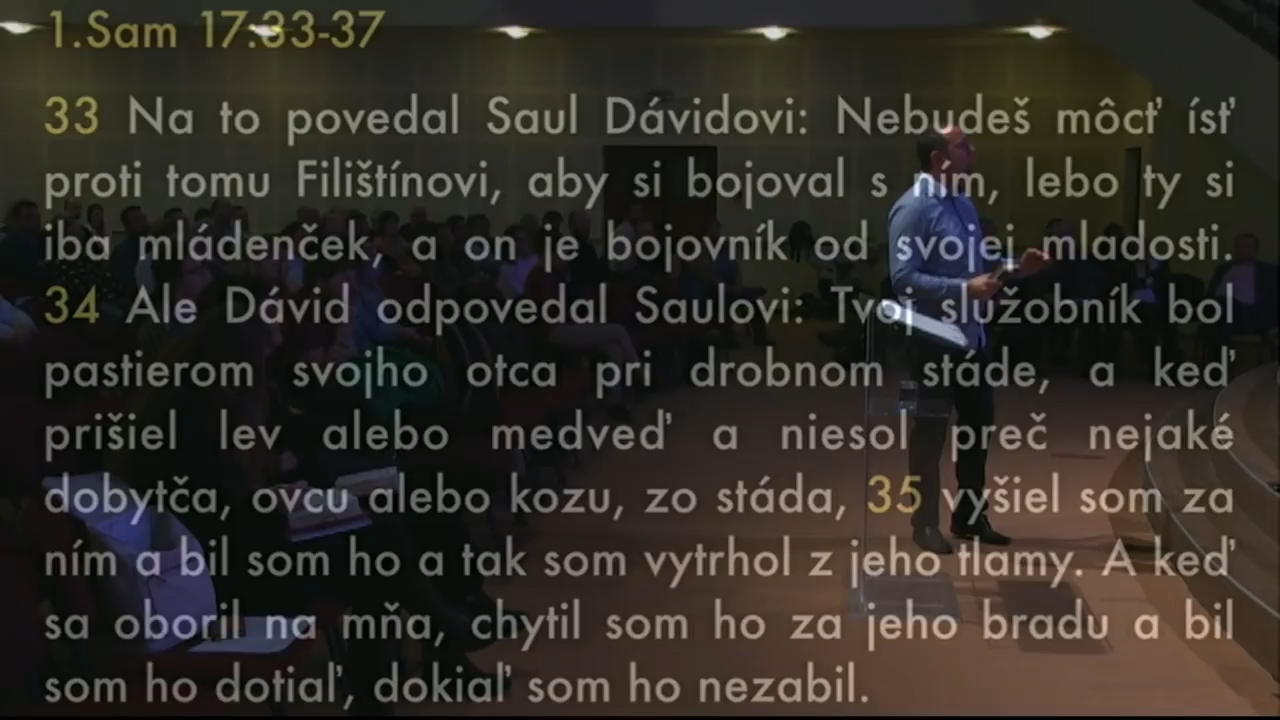 1.Sam 17:33-37
33 Na to povedal Saul Dávidovi: Nebudeš môcť ísť
proti tomu Filištínovi, aby si bojoval s ním, lebo ty si
iba mládenček, a on je bojovník od svojej mladosti.
34 Ale Dávid odpovedal Saulovi: Tvoj služobník bol
pastierom svojho otca pri drobnom stáde, a keď
prišiel lev alebo medveď a niesol preč nejaké
dobytča, ovcu alebo kozu, zo stáda, 35 vyšiel som za
ním a bil som ho a tak som vytrhol z jeho tlamy. A keď
sa oboril na mňa, chytil som ho za jeho bradu a bil
som ho dotiaľ, dokiaľ som ho nezabil.